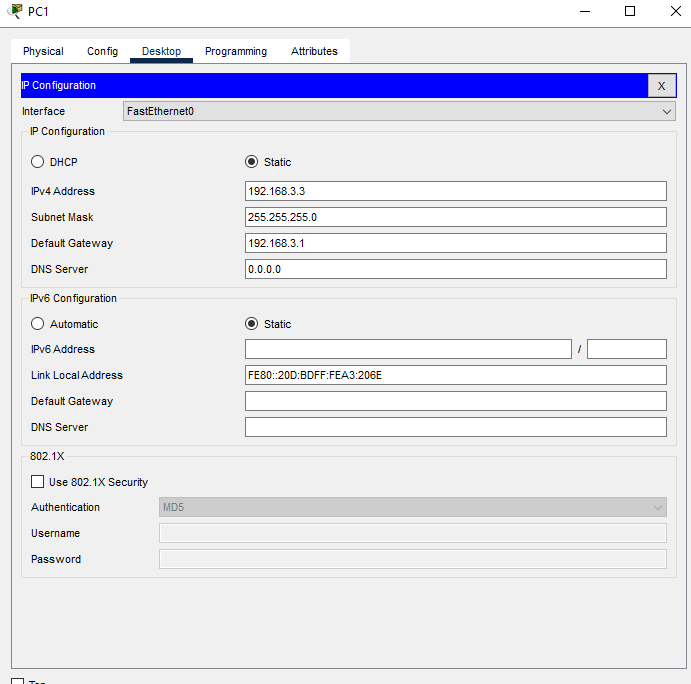 PC1
Physical Config Desktop Programming Attributes
IP Configuration X
Interface FastEthernet0
IP Configuration
DHCP Static
IPv4 Address 192.168.3.3
Subnet Mask 255.255.255.0
Default Gateway 192.168.3.1
DNS Server 0.0.0.0
IPv6 Configuration
Automatic Static
IPv6 Address /
Link Local Address FE80::20D:BDFF:FEA3:206E
Default Gateway
DNS Server
802.1X
Use 802.1X Security
Authentication MD5
Username
Password
Top